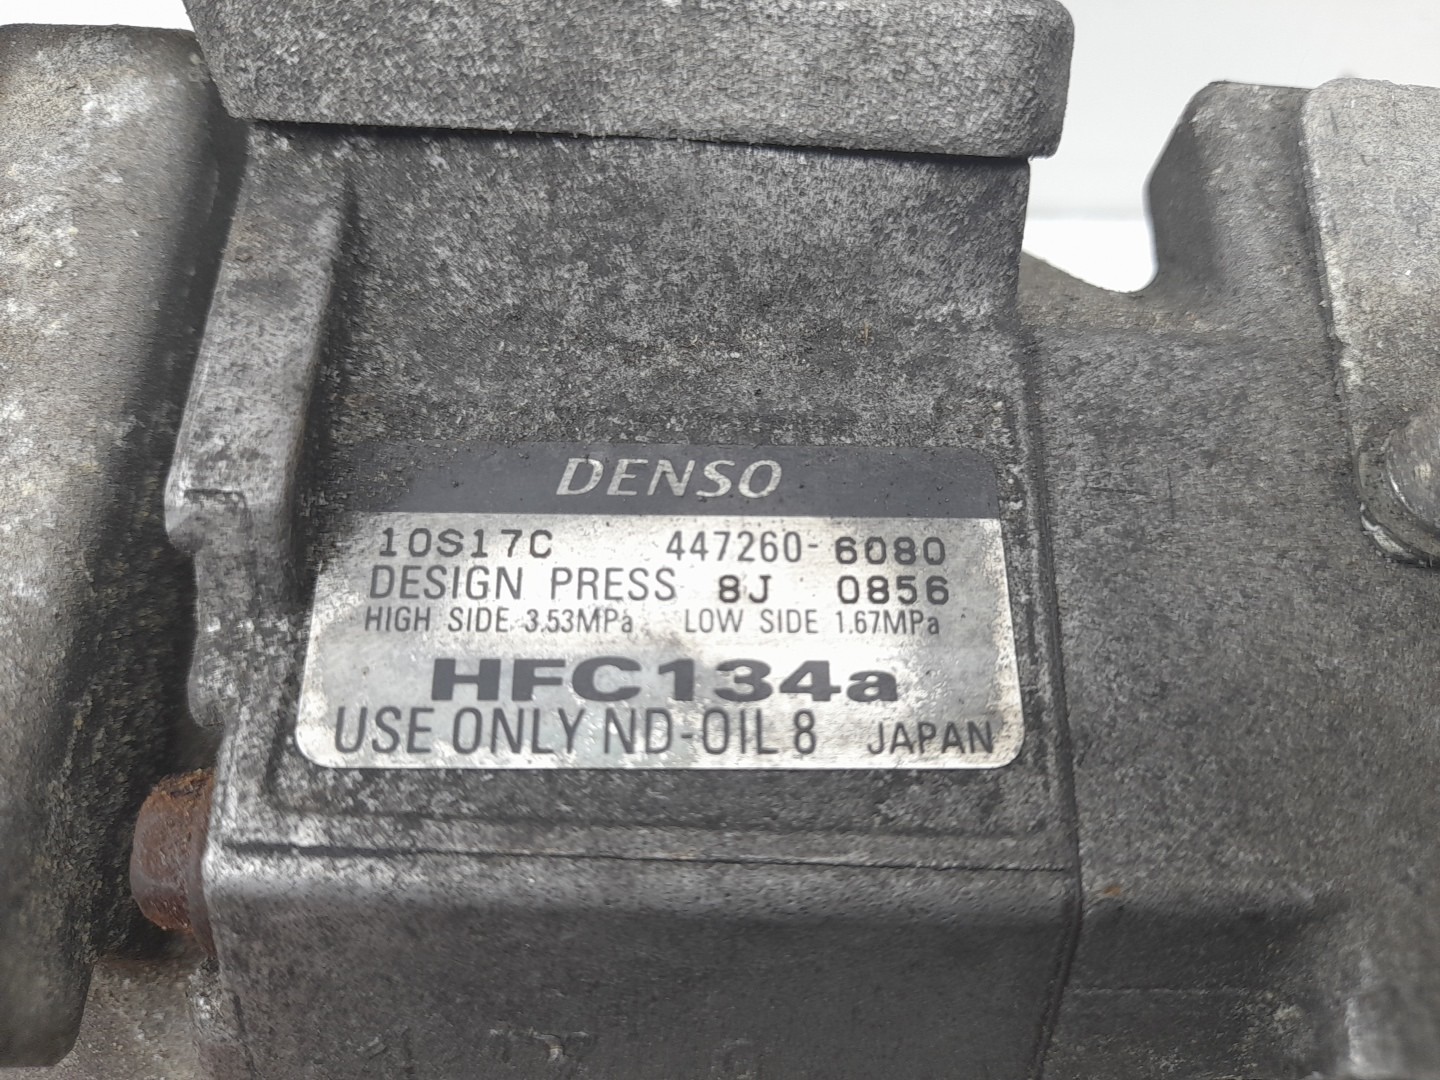 DENSO
10S17C 447260-6080
DESIGN PRESS 8J 0856
HIGH SIDE 3.53MPa LOW SIDE 1.67MPa
HFC134a
USE ONLY ND-OIL 8 JAPAN